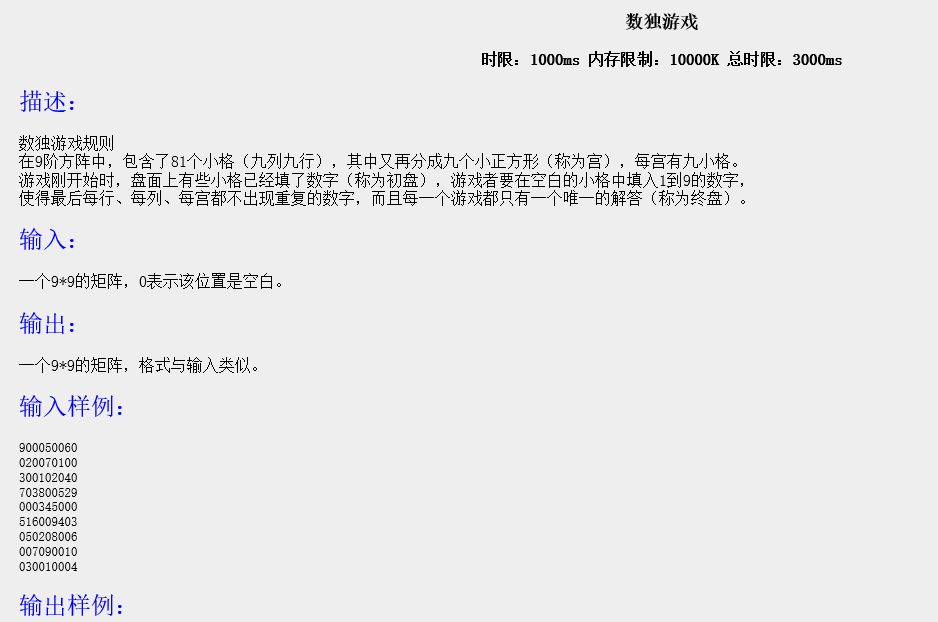 数独游戏
时限：1000ms 内存限制：10000K 总时限：3000ms
描述：
数独游戏规则
在9阶方阵中，包含了81个小格（九列九行），其中又再分成九个小正方形（称为宫），每宫有九小格。
游戏刚开始时，盘面上有些小格已经填了数字（称为初盘），游戏者要在空白的小格中填入1到9的数字，
使得最后每行、每列、每宫都不出现重复的数字，而且每一个游戏都只有一个唯一的解答（称为终盘）。
输入：
一个9*9的矩阵，0表示该位置是空白。
输出：
一个9*9的矩阵，格式与输入类似。
输入样例：
900050060
020070100
300102040
703800529
000345000
516009403
050208006
007090010
030010004
输出样例：